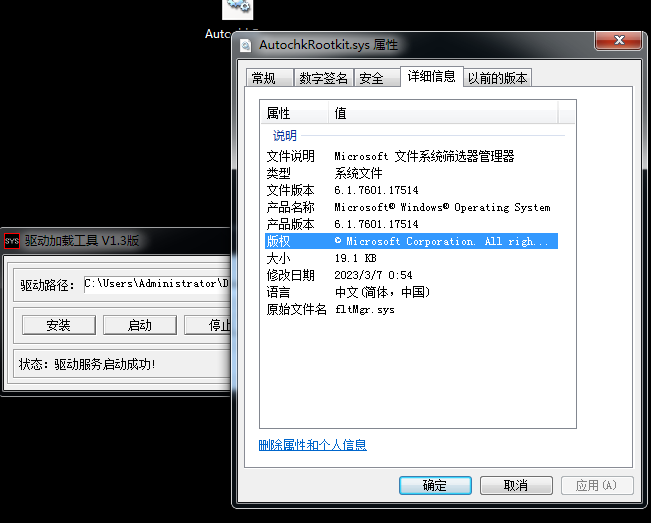 AutochkRootkit.sys 属性
常规
数字签名
安全
详细信息
以前的版本
属性 值
说明
文件说明 Microsoft 文件系统筛选器管理器
类型 系统文件
文件版本 6.1.7601.17514
产品名称 Microsoft® Windows® Operating System
产品版本 6.1.7601.17514
版权 © Microsoft Corporation. All righ...
大小 19.1 KB
修改日期 2023/3/7 0:54
语言 中文(简体，中国)
原始文件名 fltMgr.sys
删除属性和个人信息
确定
取消
应用(A)
SYS 驱动加载工具 V1.3版
驱动路径： C:\Users\Administrator\D
安装
启动
停止
状态：驱动服务启动成功!